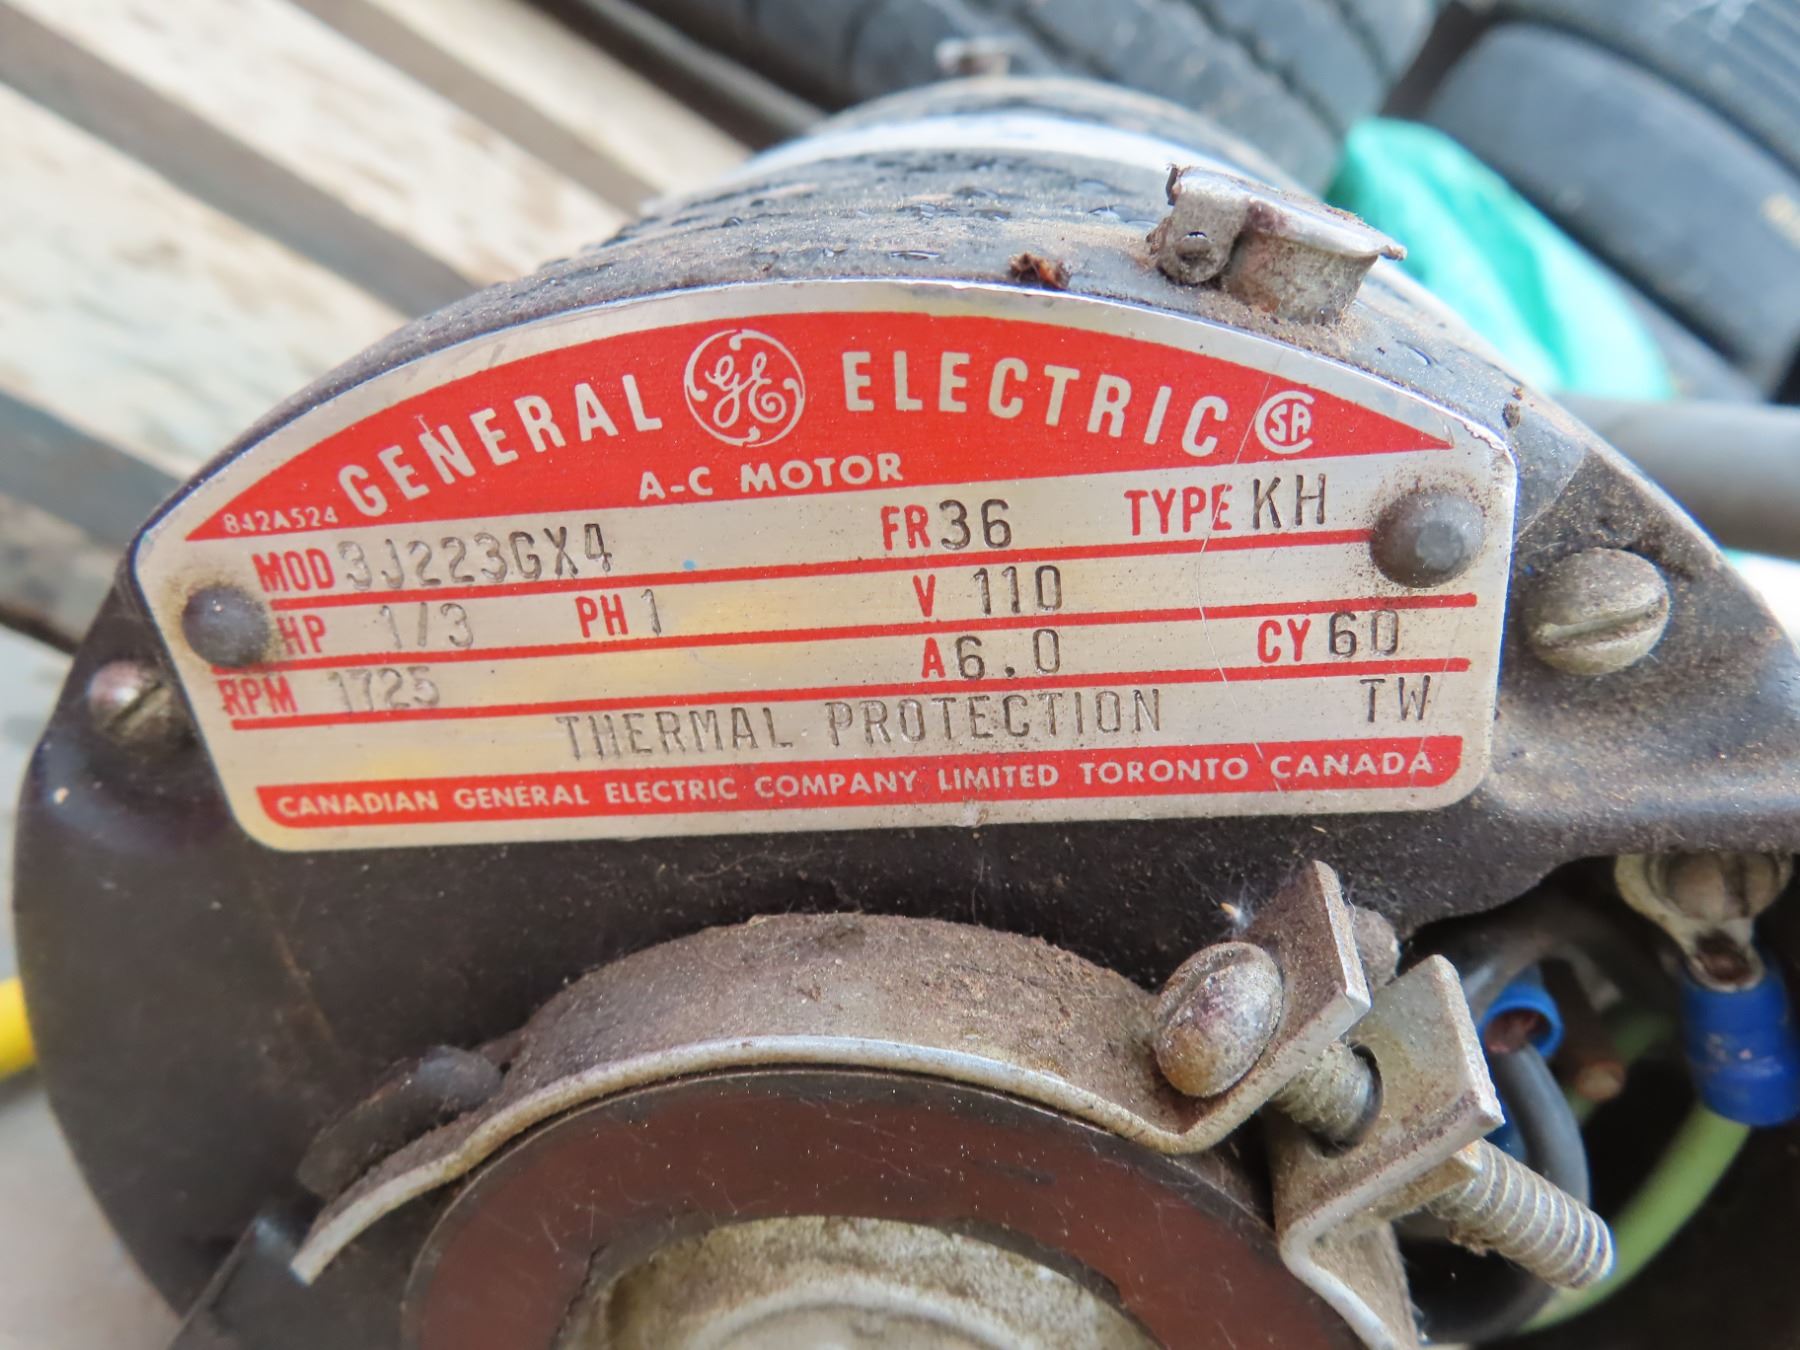 GENERAL GE ELECTRIC CSA
A-C MOTOR
842A524
MOD 3J223GX4 FR 36 TYPE KH
HP 1/3 PH 1 V 110
RPM 1725 A 6.0 CY 60
THERMAL PROTECTION TW
CANADIAN GENERAL ELECTRIC COMPANY LIMITED TORONTO CANADA